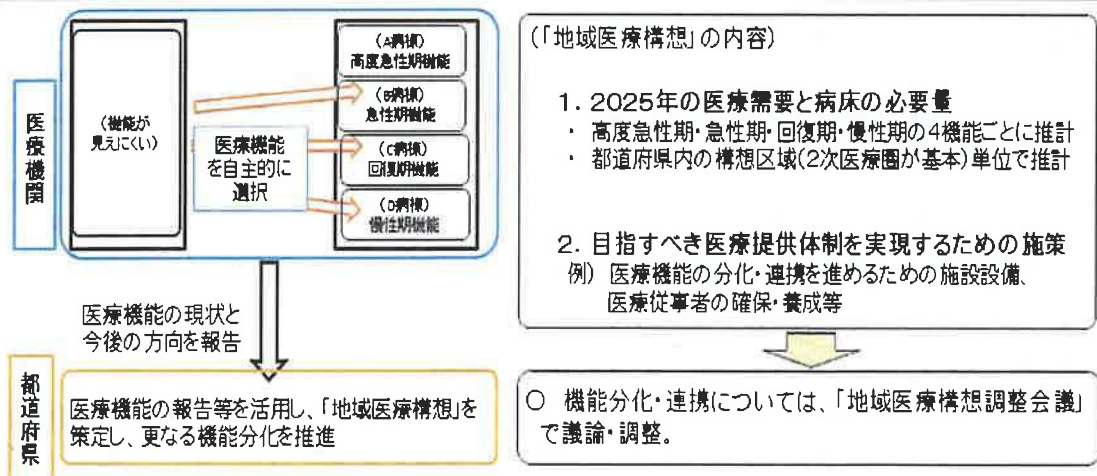 医療機関
(機能が
見えにくい)
医療機能
を自主的に
選択
(A病棟)
高度急性期機能
(B病棟)
急性期機能
(C病棟)
回復期機能
(D病棟)
慢性期機能
医療機能の現状と
今後の方向を報告
都道府県
医療機能の報告等を活用し、「地域医療構想」を
策定し、更なる機能分化を推進
(「地域医療構想」の内容)
1. 2025年の医療需要と病床の必要量
・ 高度急性期・急性期・回復期・慢性期の4機能ごとに推計
・ 都道府県内の構想区域(2次医療圏が基本)単位で推計
2. 目指すべき医療提供体制を実現するための施策
例) 医療機能の分化・連携を進めるための施設設備、
医療従事者の確保・養成等
○ 機能分化・連携については、「地域医療構想調整会議」
で議論・調整。